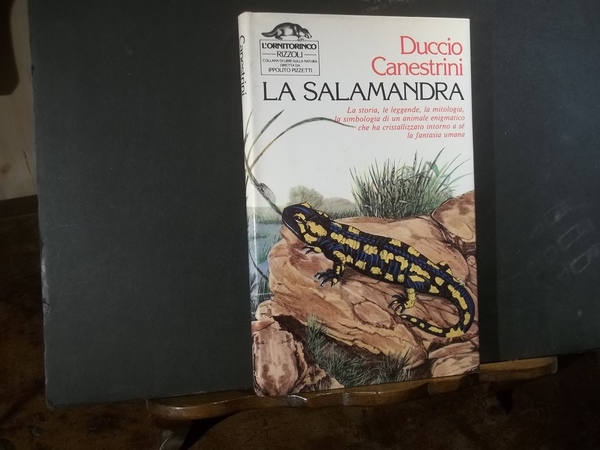 L'ORNITORINCO
RIZZOLI
COLLANA DI LIBRI SULLA NATURA
DIRETTA DA
IPPOLITO PIZZETTI
Duccio
Canestrini
LA SALAMANDRA
La storia, le leggende, la mitologia,
la simbologia di un animale enigmatico
che ha cristallizzato intorno a sé
la fantasia umana
Canestrini